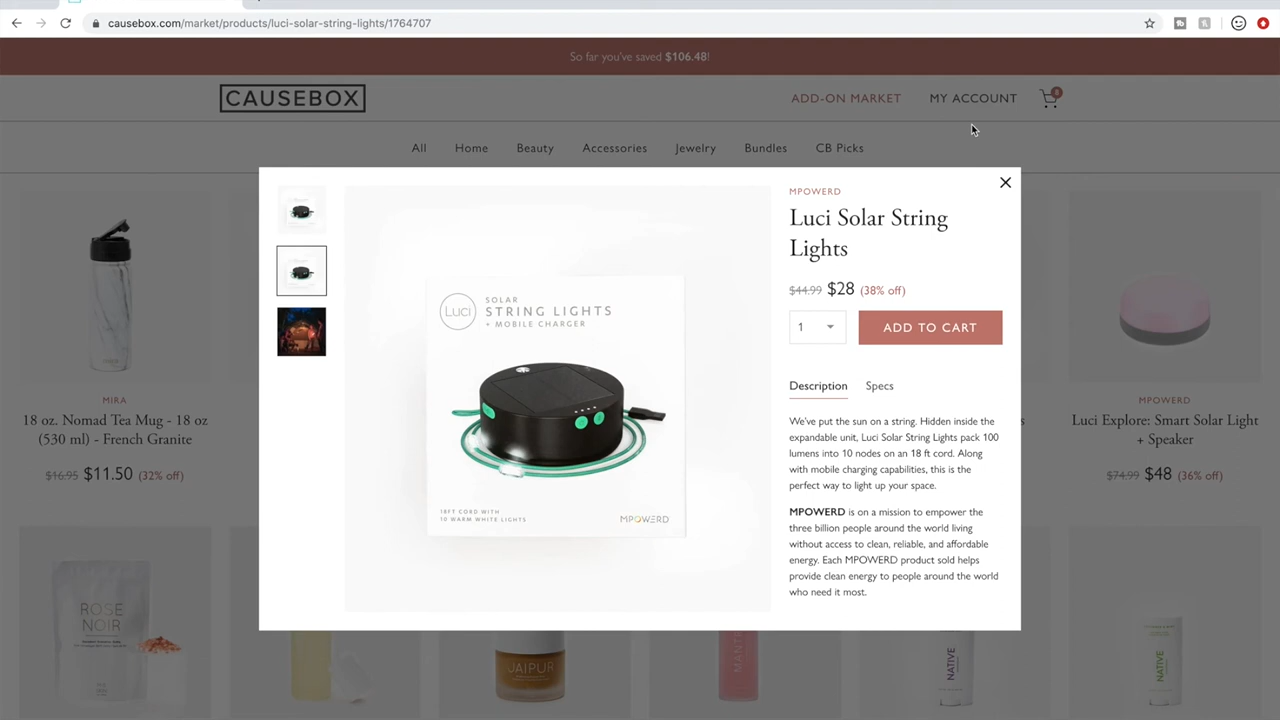 causebox.com/market/products/luci-solar-string-lights/1764707
So far you've saved $106.48!
CAUSEBOX
ADD-ON MARKET
MY ACCOUNT
All
Home
Beauty
Accessories
Jewelry
Bundles
CB Picks
MIRA
18 oz. Nomad Tea Mug - 18 oz
(530 ml) - French Granite
$16.95 $11.50 (32% off)
ROSE
NOIR
Luci
SOLAR
STRING LIGHTS
+ MOBILE CHARGER
18FT CORD WITH
10 WARM WHITE LIGHTS
MPOWERD
MPOWERD
Luci Solar String
Lights
$44.99 $28 (38% off)
1
ADD TO CART
Description
Specs
We've put the sun on a string. Hidden inside the
expandable unit, Luci Solar String Lights pack 100
lumens into 10 nodes on an 18 ft cord. Along
with mobile charging capabilities, this is the
perfect way to light up your space.
MPOWERD is on a mission to empower the
three billion people around the world living
without access to clean, reliable, and affordable
energy. Each MPOWERD product sold helps
provide clean energy to people around the world
who need it most.
MPOWERD
Luci Explore: Smart Solar Light
+ Speaker
$74.99 $48 (36% off)
JAIPUR
MANTR
NATIVE
NATIVE